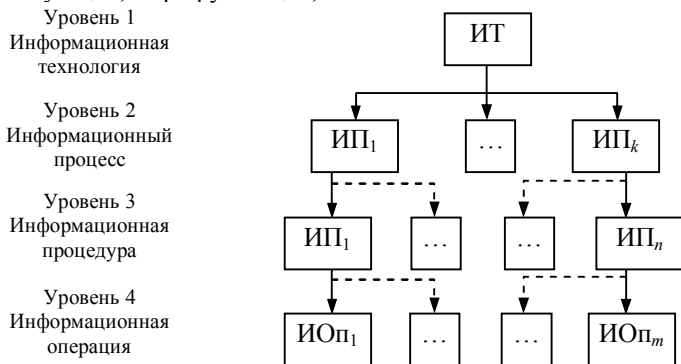 Уровень 1
Информационная
технология
ИТ
Уровень 2
Информационный
процесс
ИП1
…
ИПk
Уровень 3
Информационная
процедура
ИП1
…
…
ИПn
Уровень 4
Информационная
операция
ИОп1
…
…
ИОпm